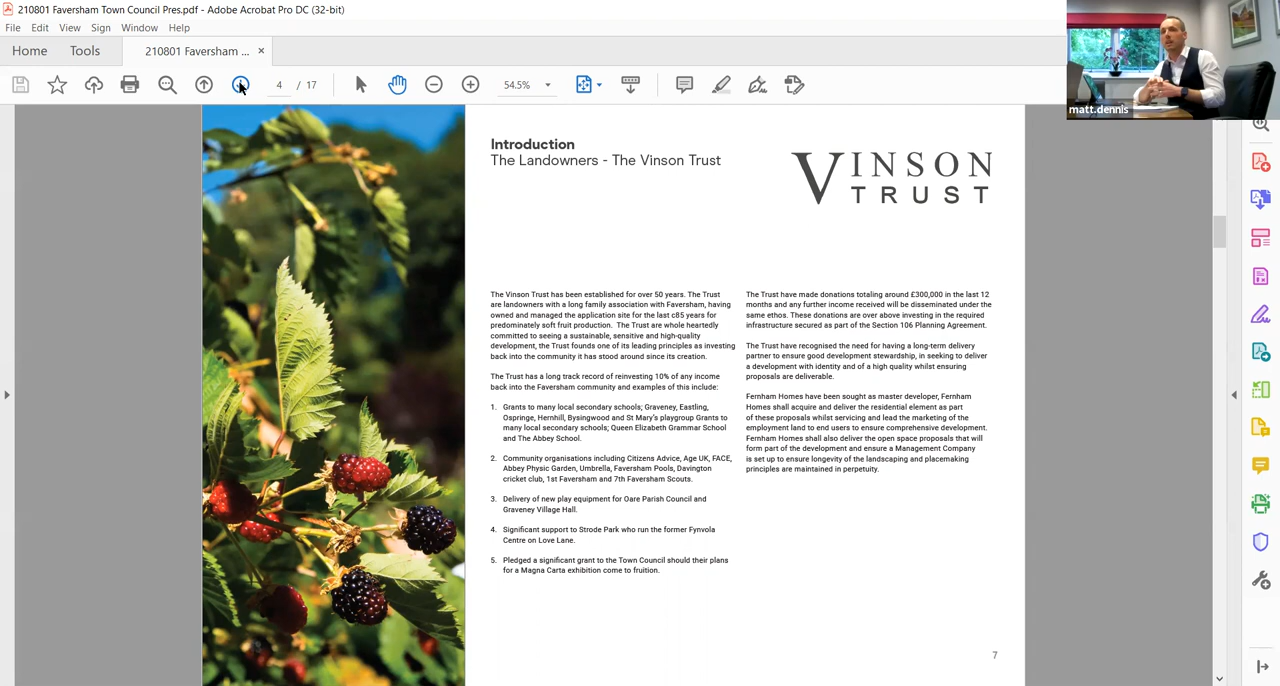 210801 Faversham Town Council Pres.pdf - Adobe Acrobat Pro DC (32-bit)
File Edit View Sign Window Help
Home Tools 210801 Faversham ... ×
4 / 17 54.5%
matt.dennis
Introduction
The Landowners - The Vinson Trust
VINSON
TRUST
The Vinson Trust has been established for over 50 years. The Trust
are landowners with a long family association with Faversham, having
owned and managed the application site for the last c85 years for
predominately soft fruit production. The Trust are whole heartedly
committed to seeing a sustainable, sensitive and high-quality
development, the Trust founds one of its leading principles as investing
back into the community it has stood around since its creation.
The Trust has a long track record of reinvesting 10% of any income
back into the Faversham community and examples of this include:
1. Grants to many local secondary schools; Graveney, Eastling,
Ospringe, Hernhill, Bysingwood and St Mary's playgroup Grants to
many local secondary schools; Queen Elizabeth Grammar School
and The Abbey School.
2. Community organisations including Citizens Advice, Age UK, FACE,
Abbey Physic Garden, Umbrella, Faversham Pools, Davington
cricket club, 1st Faversham and 7th Faversham Scouts.
3. Delivery of new play equipment for Oare Parish Council and
Graveney Village Hall.
4. Significant support to Strode Park who run the former Fynvola
Centre on Love Lane.
5. Pledged a significant grant to the Town Council should their plans
for a Magna Carta exhibition come to fruition.
The Trust have made donations totaling around £300,000 in the last 12
months and any further income received will be disseminated under the
same ethos. These donations are over above investing in the required
infrastructure secured as part of the Section 106 Planning Agreement.
The Trust have recognised the need for having a long-term delivery
partner to ensure good development stewardship, in seeking to deliver
a development with identity and of a high quality whilst ensuring
proposals are deliverable.
Fernham Homes have been sought as master developer, Fernham
Homes shall acquire and deliver the residential element as part
of these proposals whilst servicing and lead the marketing of the
employment land to end users to ensure comprehensive development.
Fernham Homes shall also deliver the open space proposals that will
form part of the development and ensure a Management Company
is set up to ensure longevity of the landscaping and placemaking
principles are maintained in perpetuity.
7